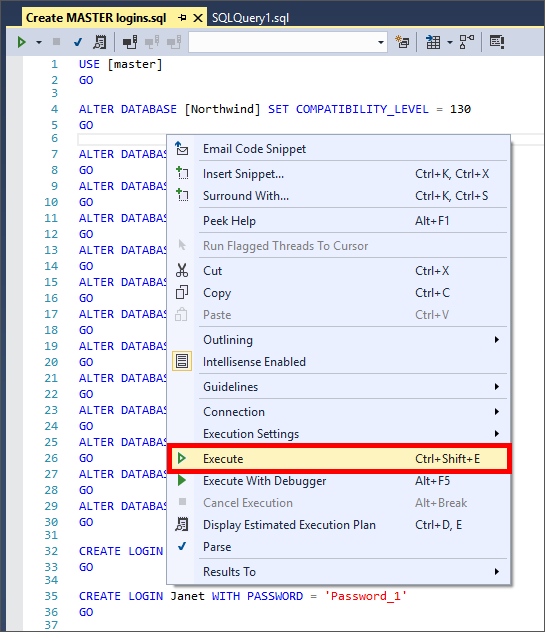 Create MASTER logins.sql SQLQuery1.sql
1 USE [master]
2 GO
3
4 ALTER DATABASE [Northwind] SET COMPATIBILITY_LEVEL = 130
5 GO
6
Email Code Snippet
7 ALTER DATABAS
8 GO
Insert Snippet... Ctrl+K, Ctrl+X
9 ALTER DATABAS
10 GO
Surround With... Ctrl+K, Ctrl+S
11 ALTER DATABAS
Peek Help Alt+F1
12 GO
Run Flagged Threads To Cursor
13 ALTER DATABAS
14 GO
Cut Ctrl+X
15 ALTER DATABAS
16 GO
Copy Ctrl+C
17 ALTER DATABAS
Paste Ctrl+V
18 GO
19 ALTER DATABAS
Outlining
20 GO
Intellisense Enabled
21 ALTER DATABAS
22 GO
Guidelines
23 ALTER DATABAS
Connection
24 GO
25 ALTER DATABAS
Execution Settings
26 GO
Execute Ctrl+Shift+E
27 ALTER DATABAS
28 GO
Execute With Debugger Alt+F5
29 ALTER DATABAS
Cancel Execution Alt+Break
30 GO
31
Display Estimated Execution Plan Ctrl+D, E
32 CREATE LOGIN
Parse
33 GO
34
Results To
35 CREATE LOGIN Janet WITH PASSWORD = 'Password_1'
36 GO
37